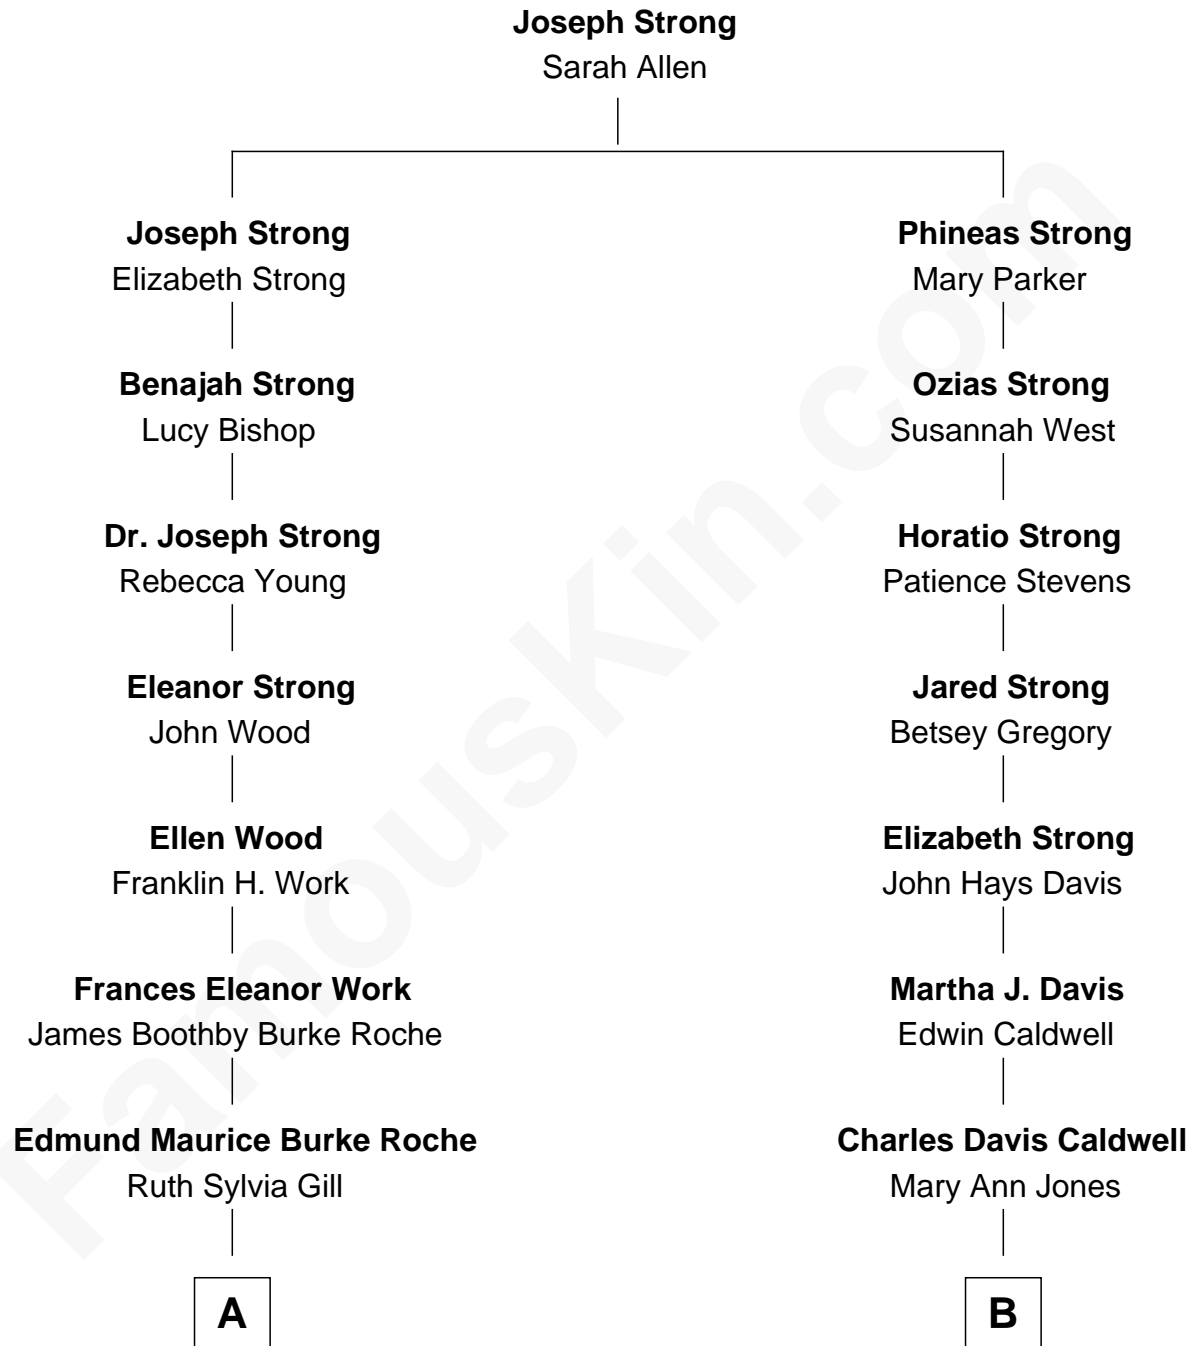 Joseph Strong
Sarah Allen
Joseph Strong
Elizabeth Strong
Phineas Strong
Mary Parker
Benajah Strong
Lucy Bishop
Ozias Strong
Susannah West
Dr. Joseph Strong
Rebecca Young
Horatio Strong
Patience Stevens
Eleanor Strong
John Wood
Jared Strong
Betsey Gregory
Ellen Wood
Franklin H. Work
Elizabeth Strong
John Hays Davis
Frances Eleanor Work
James Boothby Burke Roche
Martha J. Davis
Edwin Caldwell
Edmund Maurice Burke Roche
Ruth Sylvia Gill
Charles Davis Caldwell
Mary Ann Jones
A
B
FamousKin.com